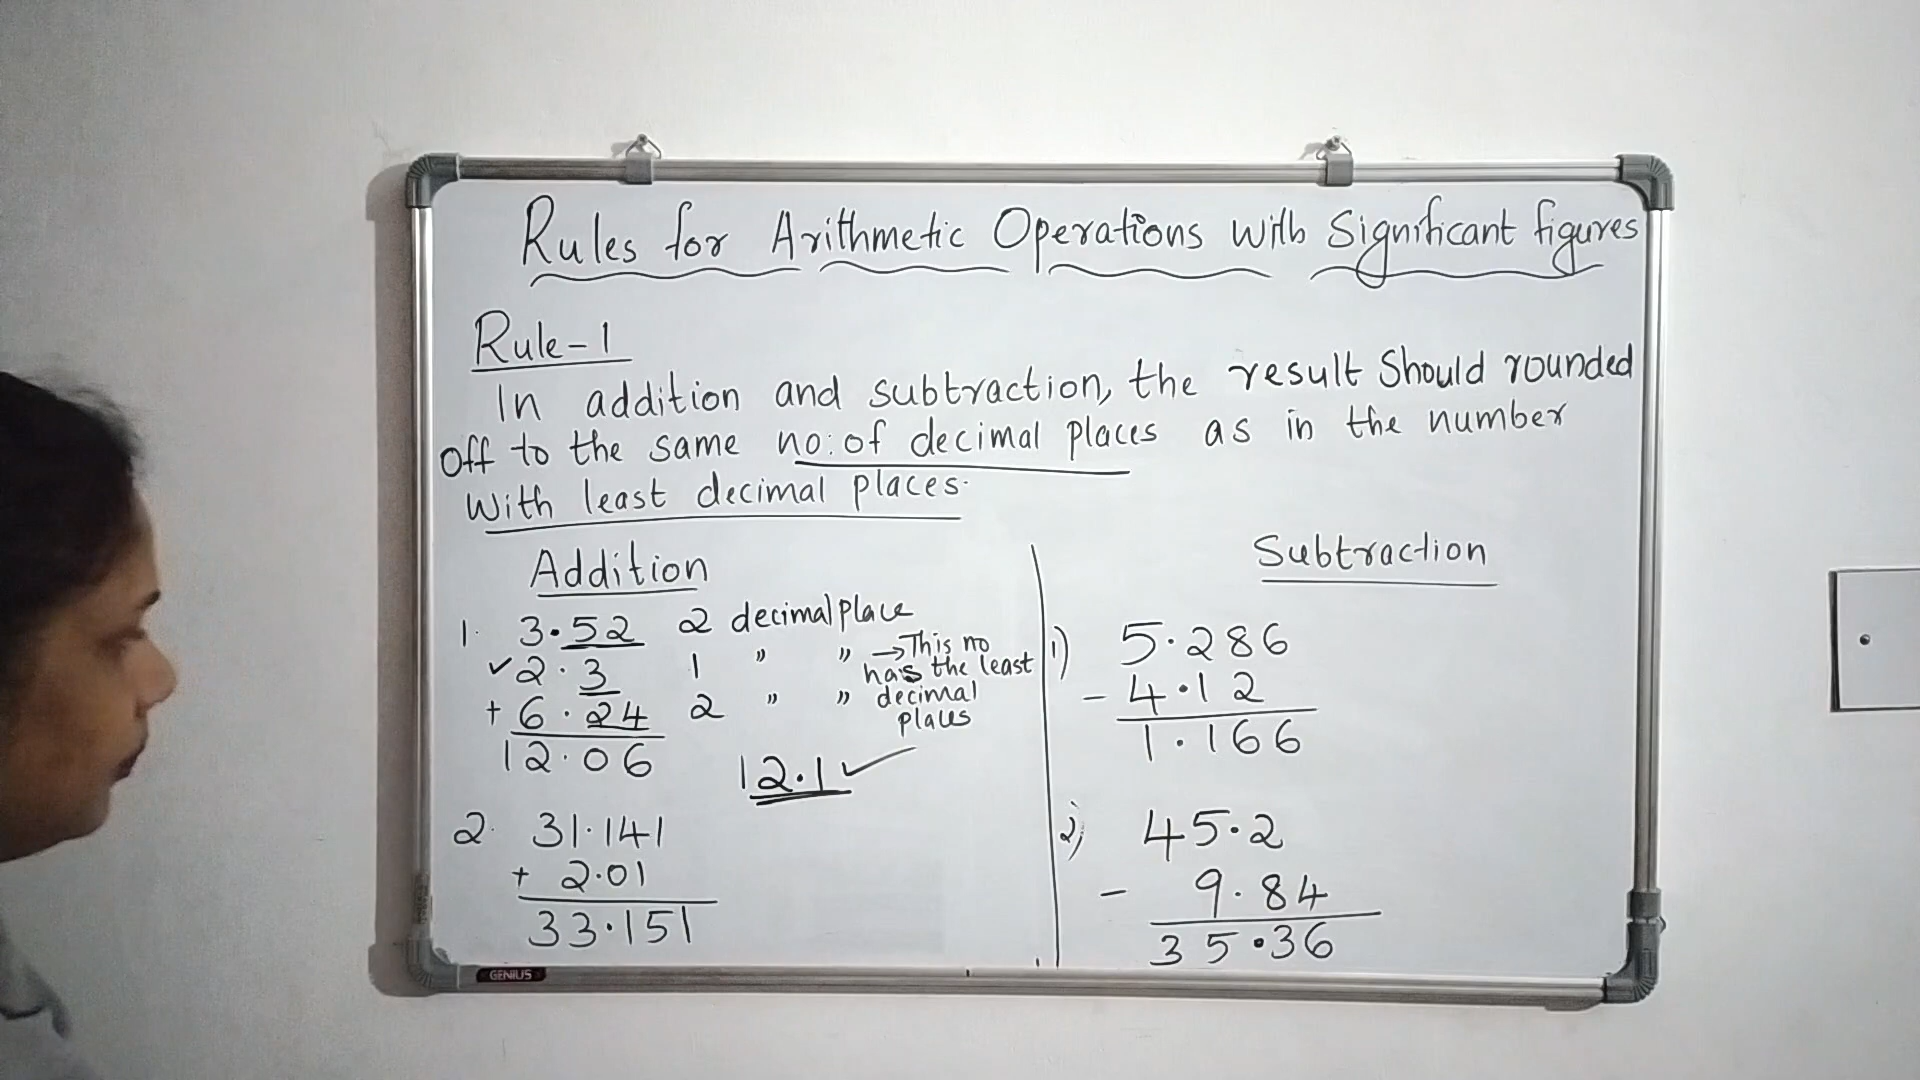 Rules for Arithmetic Operations with Significant figures
Rule-1
In addition and subtraction, the result Should rounded
off to the same no: of decimal places as in the number
With least decimal places.
Addition
1. 3.52 2 decimal place
✓2.3 1 " " → This no
has the least
+ 6.24 2 " " decimal
places
12.06
12.1 ✓
2. 31.141
+ 2.01
33.151
Subtraction
1) 5.286
- 4.12
1.166
2) 45.2
- 9.84
35.36
GENIUS